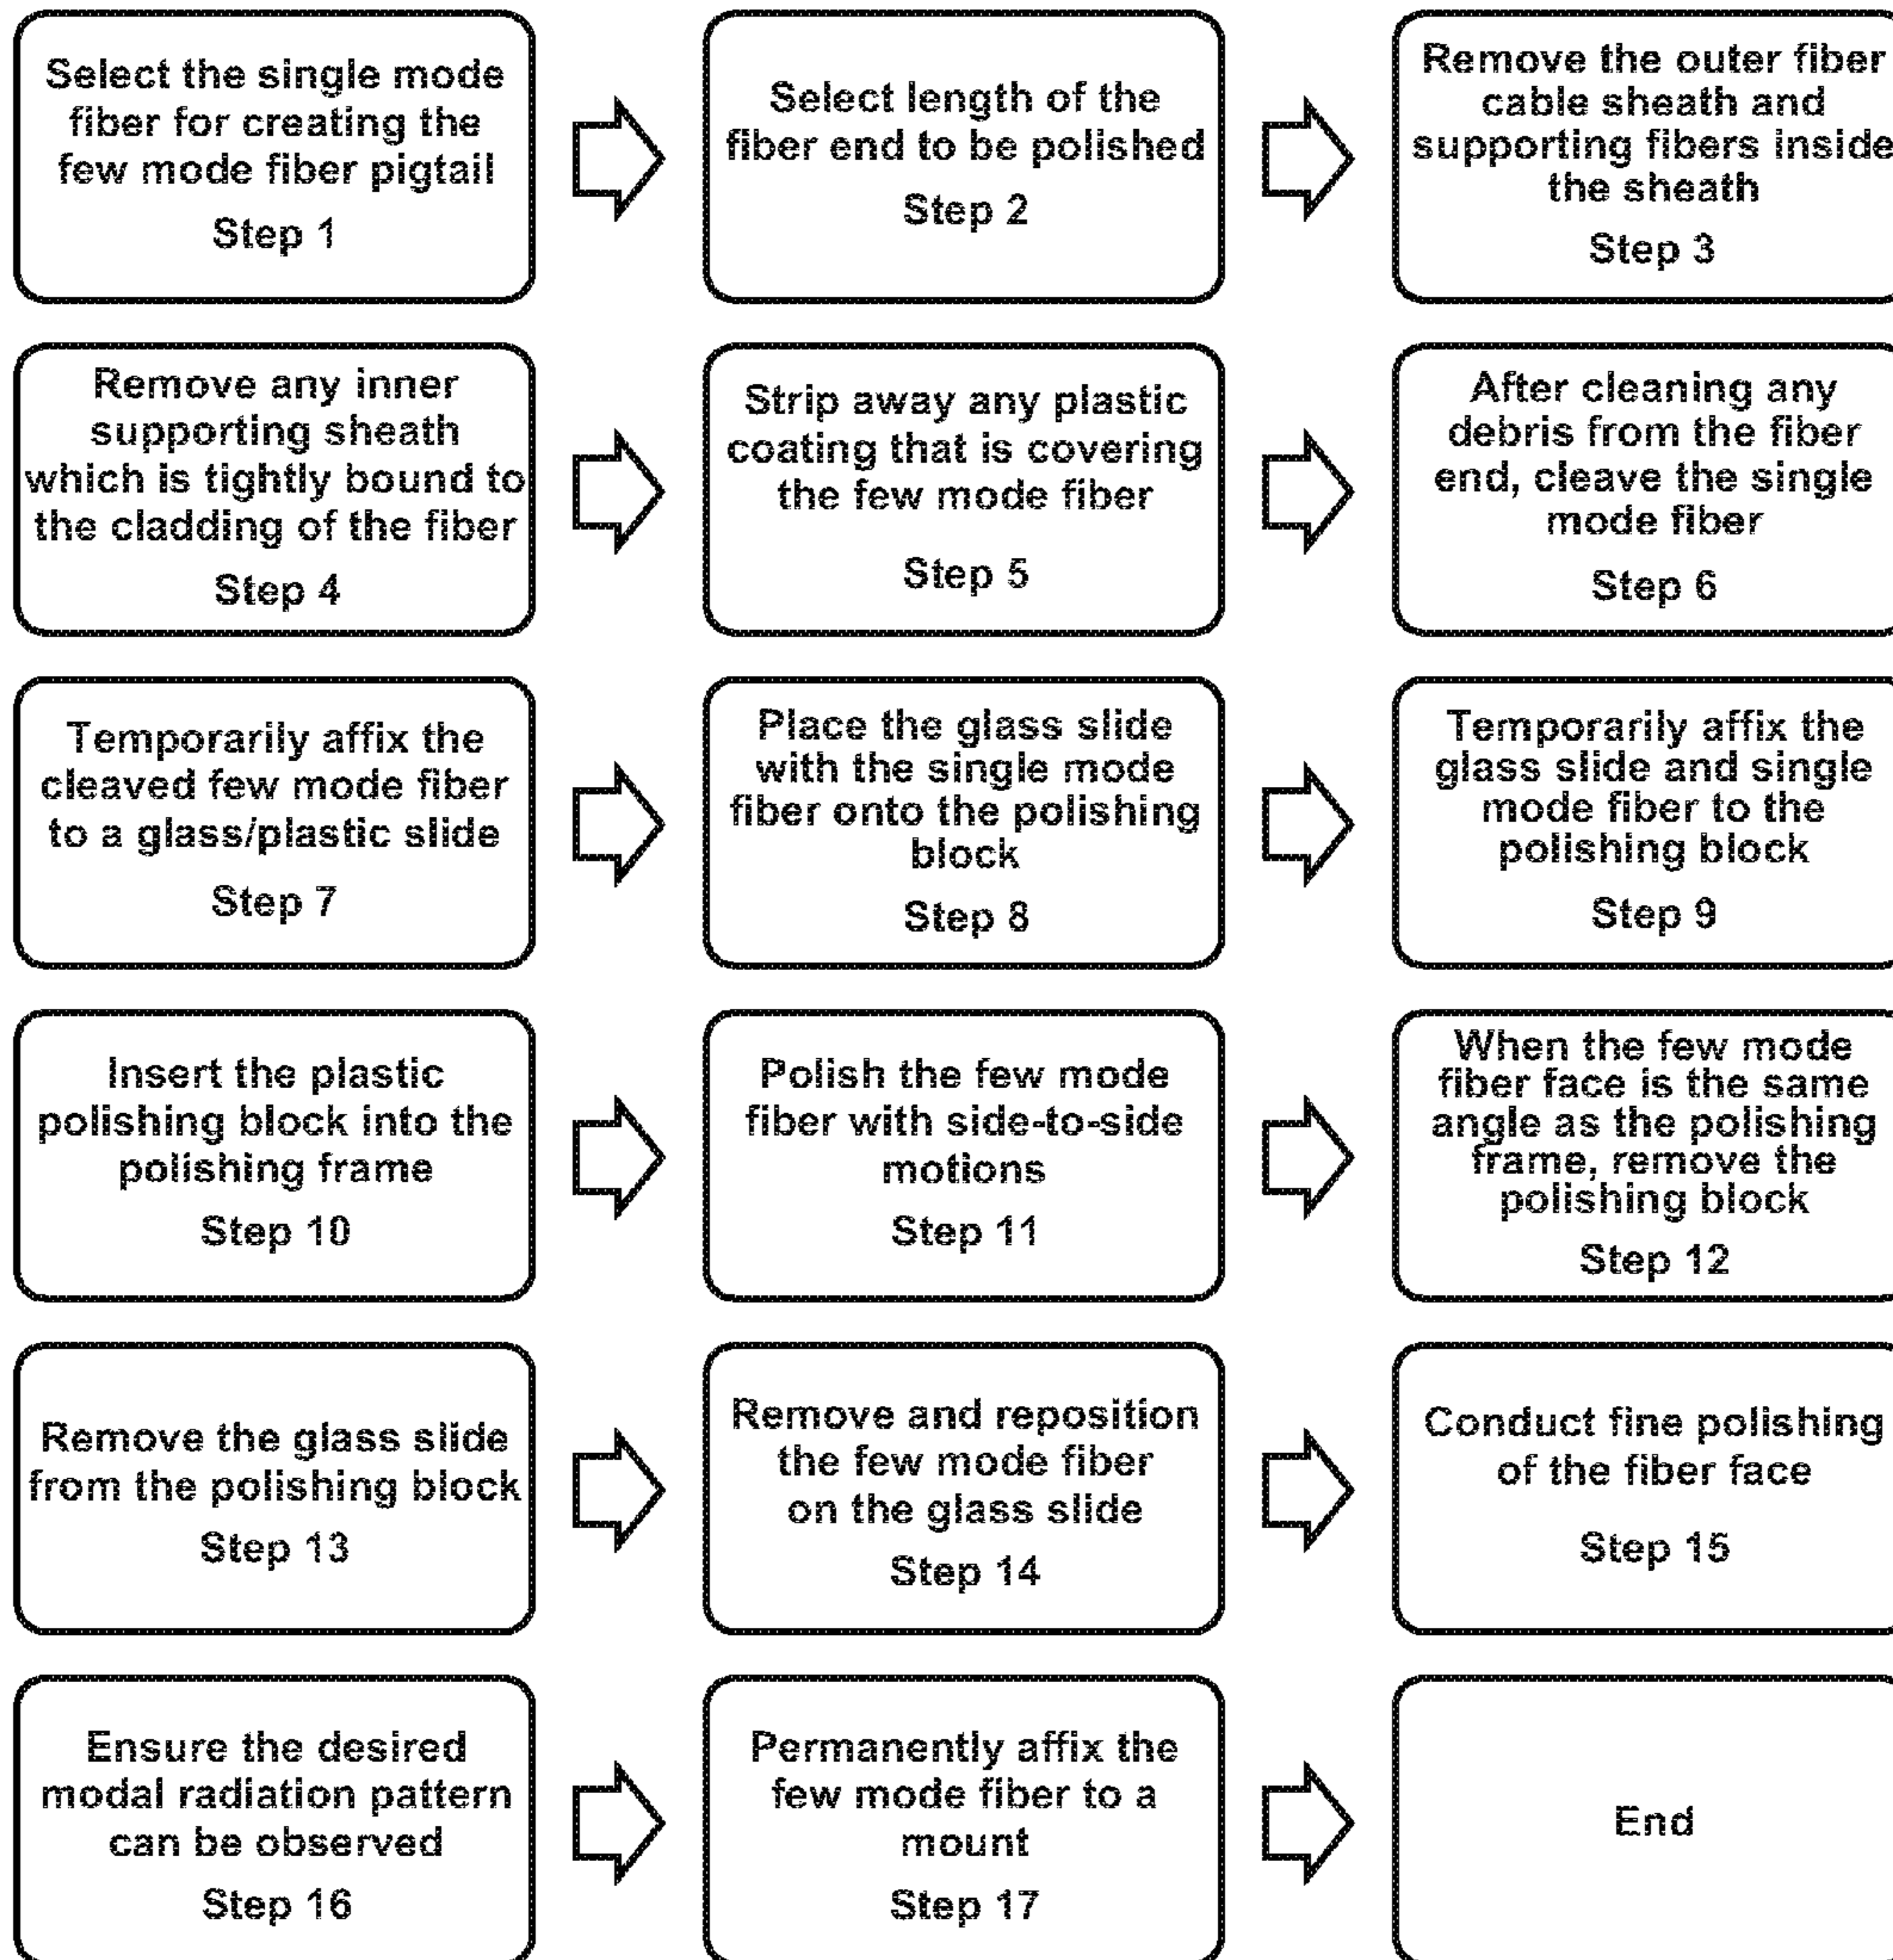 Select the single mode
fiber for creating the
few mode fiber pigtail
Step 1
Select length of the
fiber end to be polished
Step 2
Remove the outer fiber
cable sheath and
supporting fibers inside
the sheath
Step 3
Remove any inner
supporting sheath
which is tightly bound to
the cladding of the fiber
Step 4
Strip away any plastic
coating that is covering
the few mode fiber
Step 5
After cleaning any
debris from the fiber
end, cleave the single
mode fiber
Step 6
Temporarily affix the
cleaved few mode fiber
to a glass/plastic slide
Step 7
Place the glass slide
with the single mode
fiber onto the polishing
block
Step 8
Temporarily affix the
glass slide and single
mode fiber to the
polishing block
Step 9
Insert the plastic
polishing block into the
polishing frame
Step 10
Polish the few mode
fiber with side-to-side
motions
Step 11
When the few mode
fiber face is the same
angle as the polishing
frame, remove the
polishing block
Step 12
Remove the glass slide
from the polishing block
Step 13
Remove and reposition
the few mode fiber
on the glass slide
Step 14
Conduct fine polishing
of the fiber face
Step 15
Ensure the desired
modal radiation pattern
can be observed
Step 16
Permanently affix the
few mode fiber to a
mount
Step 17
End